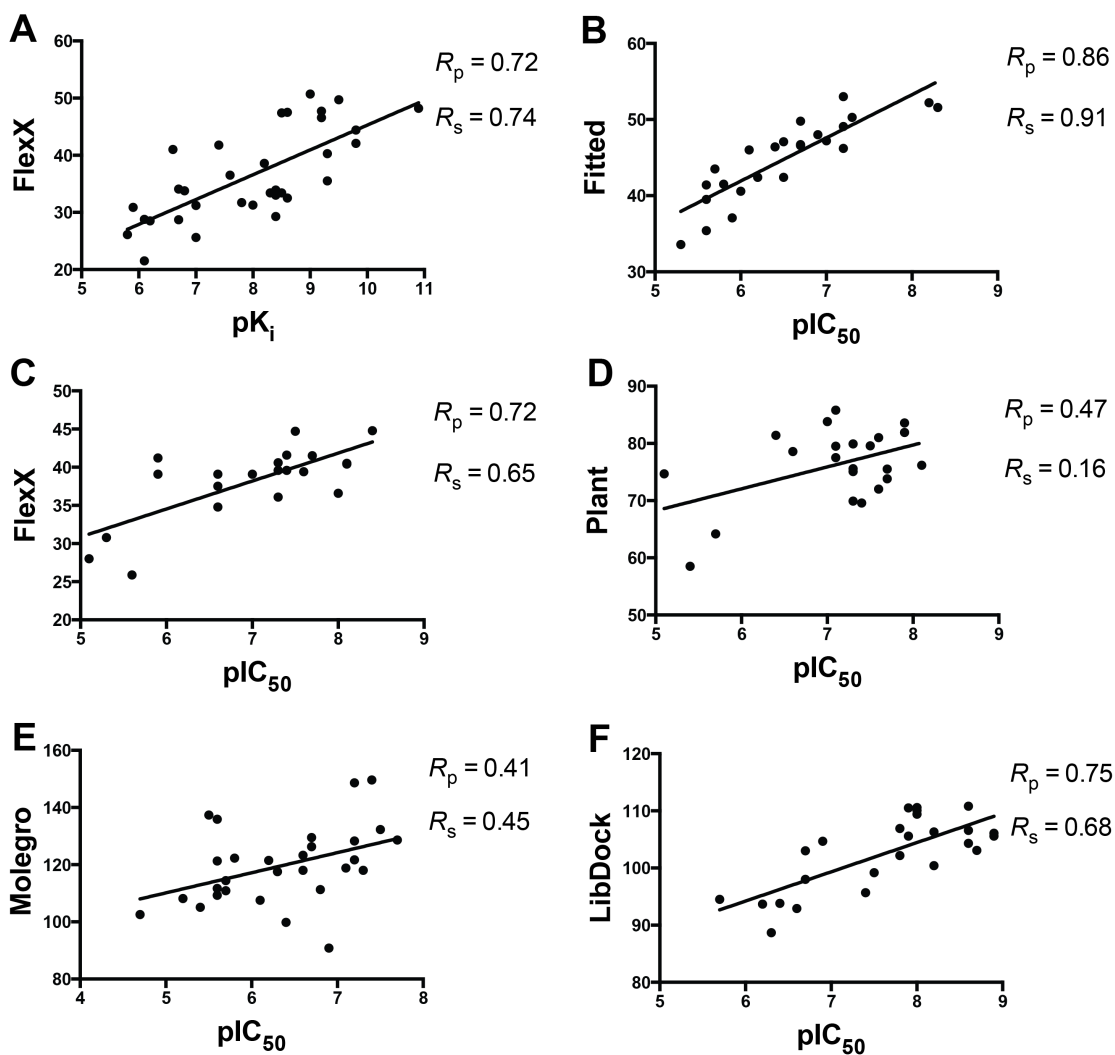 A
60
50
40
30
20
FlexX
5 6 7 8 9 10 11
pKi
Rp = 0.72
Rs = 0.74
B
60
50
40
30
Fitted
5 6 7 8 9
pIC50
Rp = 0.86
Rs = 0.91
C
50
45
40
35
30
25
20
FlexX
5 6 7 8 9
pIC50
Rp = 0.72
Rs = 0.65
D
90
80
70
60
50
Plant
5 6 7 8 9
pIC50
Rp = 0.47
Rs = 0.16
E
160
140
120
100
80
Molegro
4 5 6 7 8
pIC50
Rp = 0.41
Rs = 0.45
F
120
110
100
90
80
LibDock
5 6 7 8 9
pIC50
Rp = 0.75
Rs = 0.68